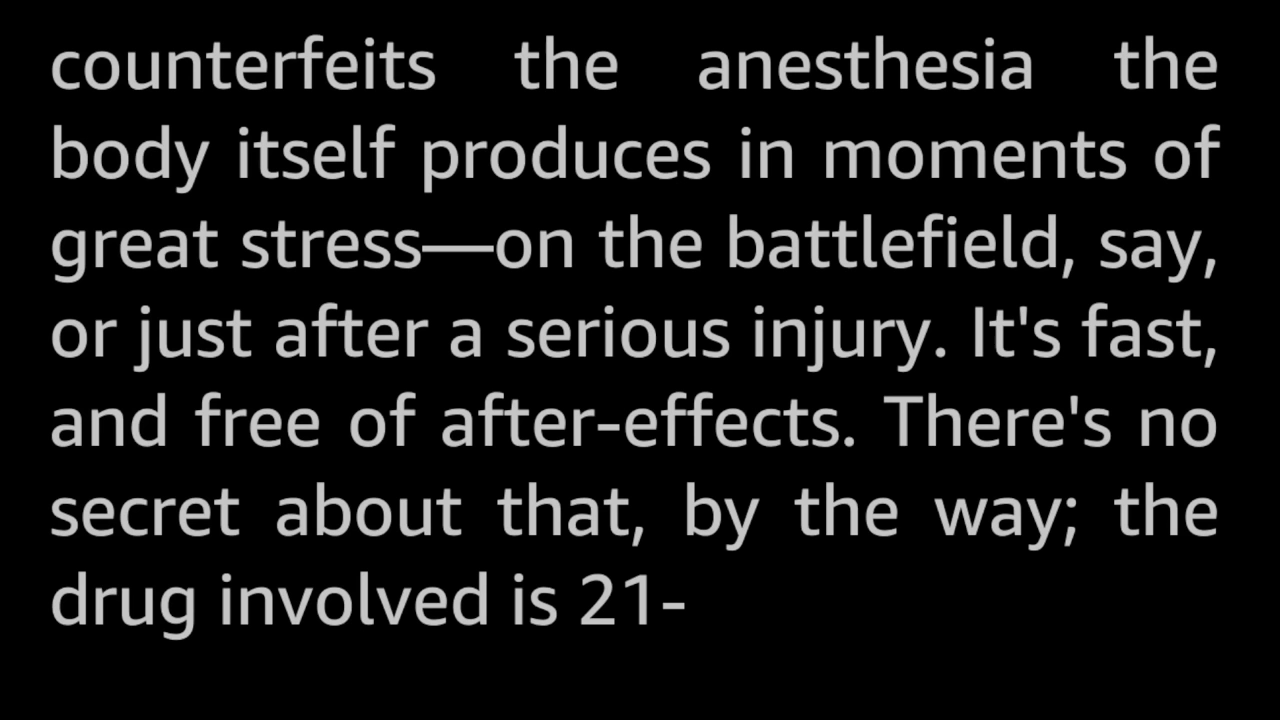 counterfeits the anesthesia the
body itself produces in moments of
great stress—on the battlefield, say,
or just after a serious injury. It's fast,
and free of after-effects. There's no
secret about that, by the way; the
drug involved is 21-